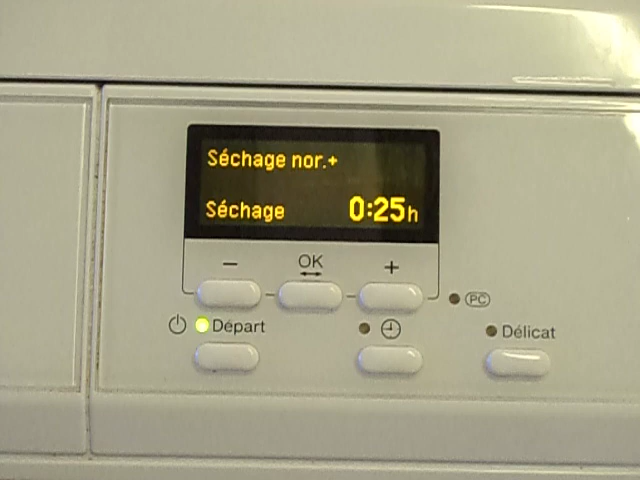 Séchage nor.+
Séchage 0:25h
− OK +
PC
Départ
Délicat